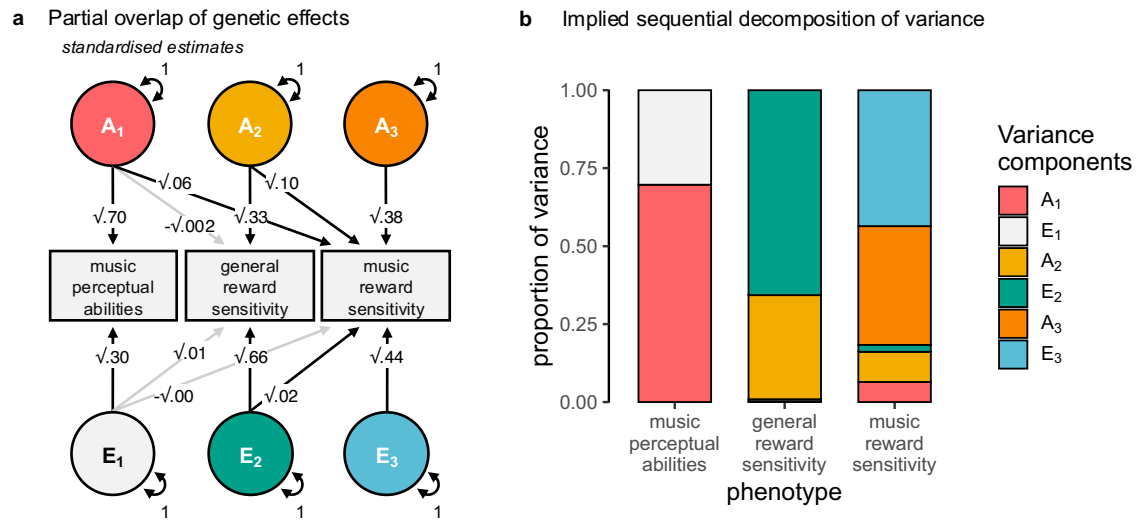 a Partial overlap of genetic effects
standardised estimates
1 1 1
A₁ A₂ A₃
√.06 √.10
√.70 -√.002 √.33 √.38
music
perceptual
abilities
general
reward
sensitivity
music
reward
sensitivity
√.30 √.01 √.66 √.44
-√.00 √.02
E₁ E₂ E₃
1 1 1
b Implied sequential decomposition of variance
proportion of variance
1.00
0.75
0.50
0.25
0.00
music
perceptual
abilities
general
reward
sensitivity
music
reward
sensitivity
phenotype
Variance
components
A₁
E₁
A₂
E₂
A₃
E₃